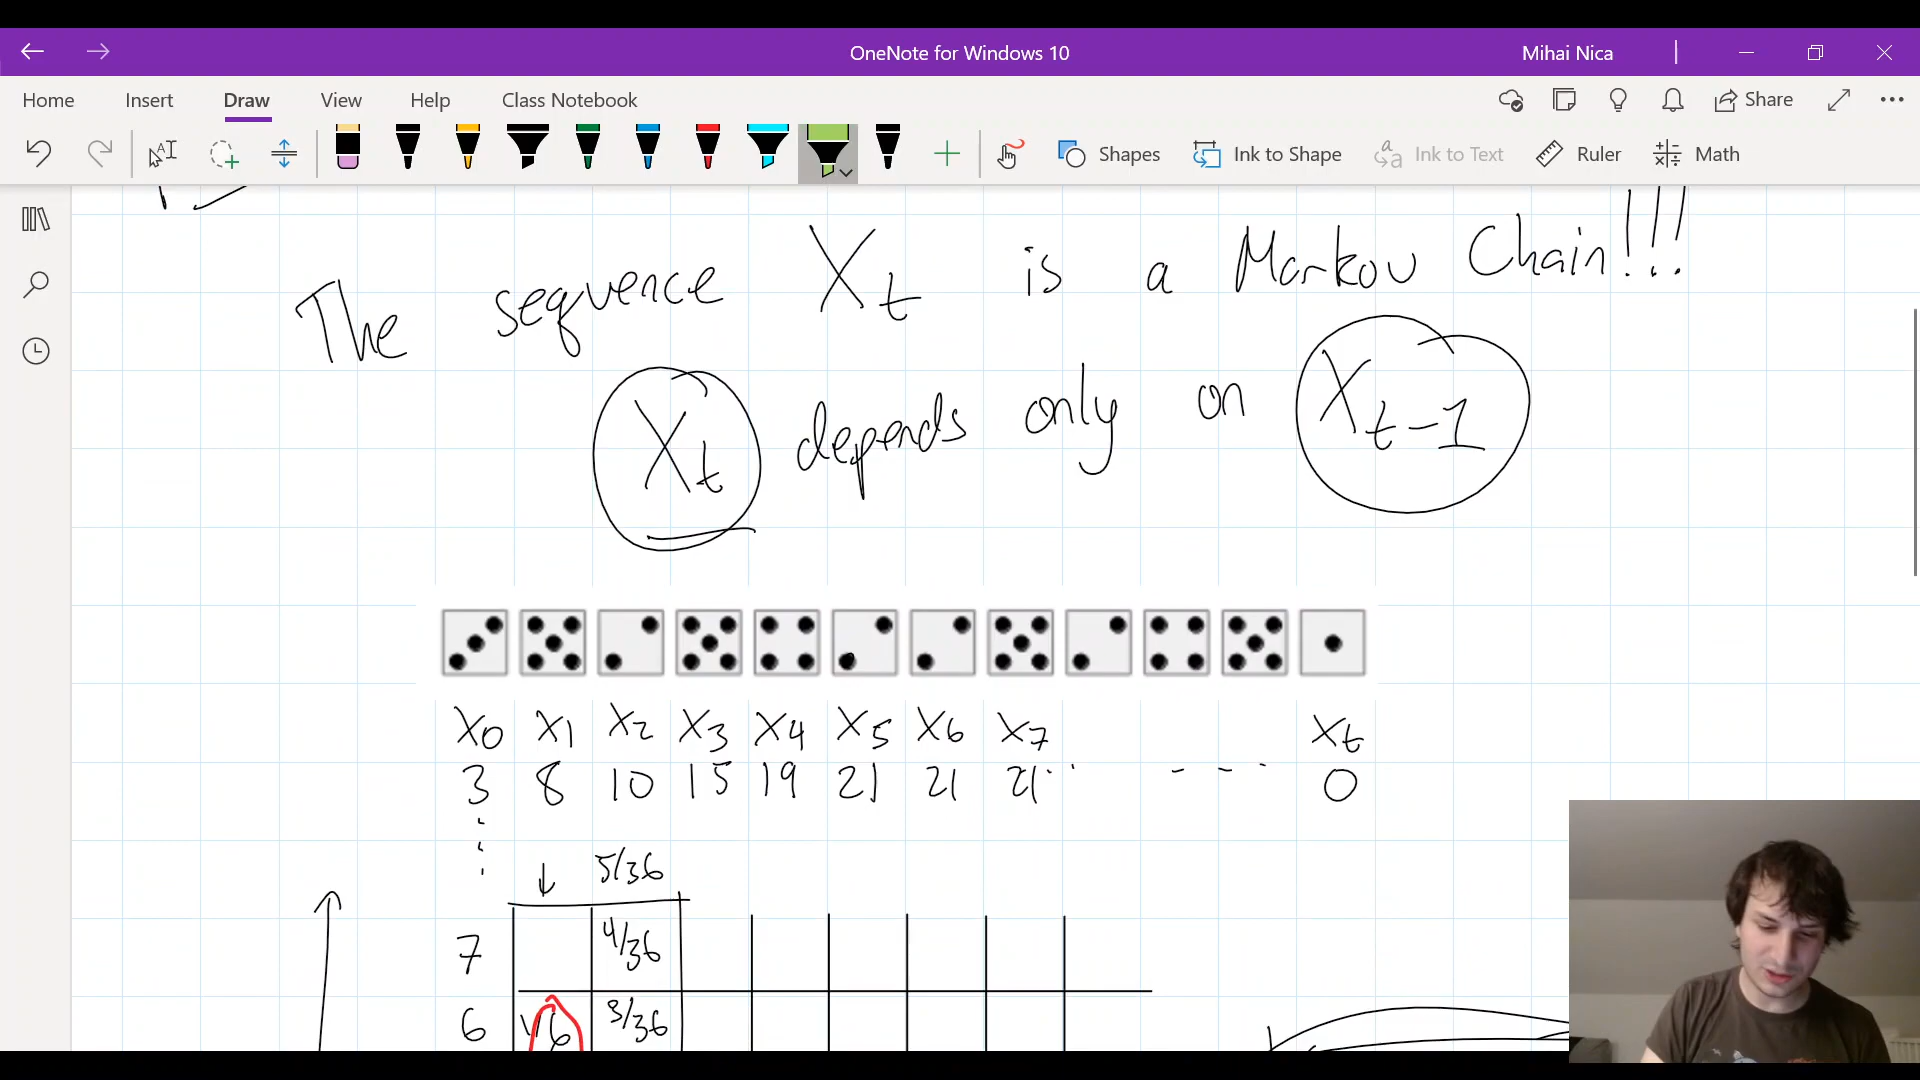 OneNote for Windows 10 Mihai Nica
Home Insert Draw View Help Class Notebook Share
Shapes Ink to Shape Ink to Text Ruler Math
The sequence Xt is a Markov Chain!!!
Xt depends only on Xt-1
X0 X1 X2 X3 X4 X5 X6 X7 Xt
3 8 10 15 19 21 21 21.. - - - 0
↓ 5/36
7 4/36
6 1/6 3/36